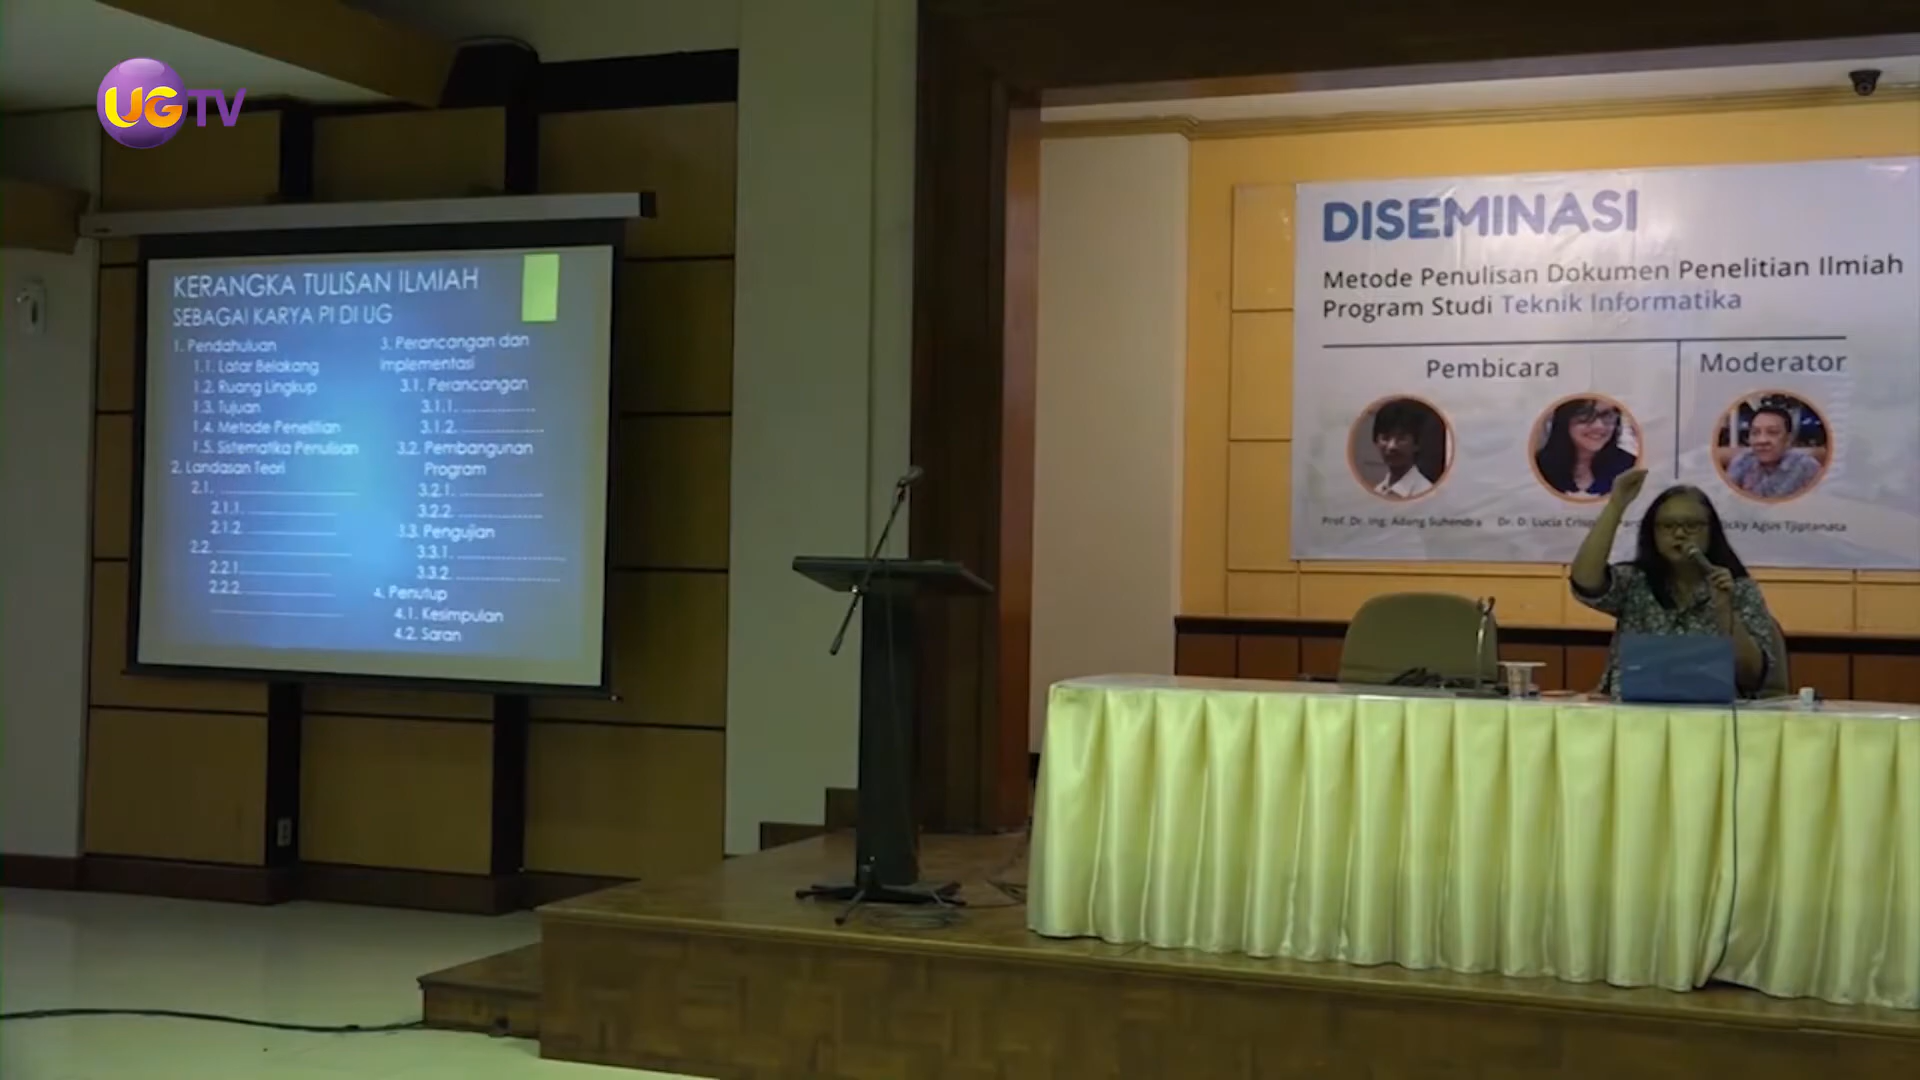 UGTV
KERANGKA TULISAN ILMIAH
SEBAGAI KARYA PI DI UG
1. Pendahuluan
1.1. Latar Belakang
1.2. Ruang Lingkup
1.3. Tujuan
1.4. Metode Penelitian
1.5. Sistematika Penulisan
2. Landasan Teori
2.1.
2.1.1.
2.1.2.
2.2.
2.2.1.
2.2.2.
3. Perancangan dan
Implementasi
3.1. Perancangan
3.1.1.
3.1.2.
3.2. Pembangunan
Program
3.2.1.
3.2.2.
3.3. Pengujian
3.3.1.
3.3.2.
4. Penutup
4.1. Kesimpulan
4.2. Saran
DISEMINASI
Metode Penulisan Dokumen Penelitian Ilmiah
Program Studi Teknik Informatika
Pembicara
Moderator
Prof. Dr. Ing. Adang Suhendra
Dr. D. Lucia
Agus Tjiptanata